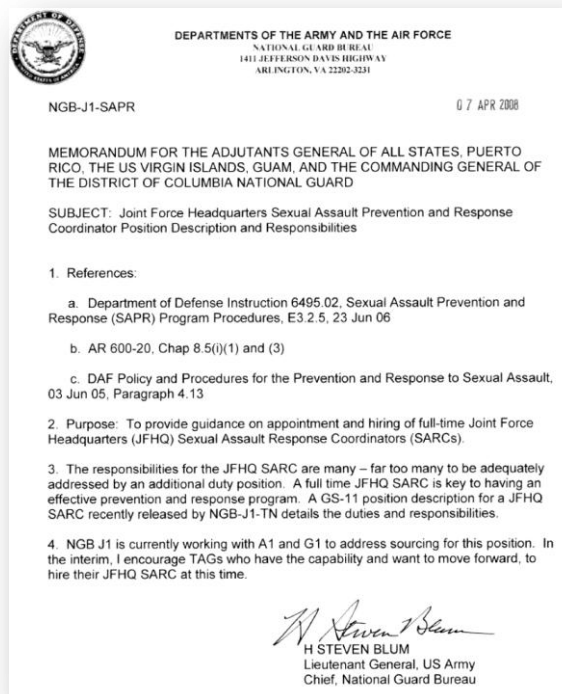 DEPARTMENTS OF THE ARMY AND THE AIR FORCE
NATIONAL GUARD BUREAU
1411 JEFFERSON DAVIS HIGHWAY
ARLINGTON, VA 22202-3231
NGB-J1-SAPR
07 APR 2008
MEMORANDUM FOR THE ADJUTANTS GENERAL OF ALL STATES, PUERTO
RICO, THE US VIRGIN ISLANDS, GUAM, AND THE COMMANDING GENERAL OF
THE DISTRICT OF COLUMBIA NATIONAL GUARD
SUBJECT: Joint Force Headquarters Sexual Assault Prevention and Response
Coordinator Position Description and Responsibilities
1. References:
a. Department of Defense Instruction 6495.02, Sexual Assault Prevention and
Response (SAPR) Program Procedures, E3.2.5, 23 Jun 06
b. AR 600-20, Chap 8.5(i)(1) and (3)
c. DAF Policy and Procedures for the Prevention and Response to Sexual Assault,
03 Jun 05, Paragraph 4.13
2. Purpose: To provide guidance on appointment and hiring of full-time Joint Force
Headquarters (JFHQ) Sexual Assault Response Coordinators (SARCs).
3. The responsibilities for the JFHQ SARC are many – far too many to be adequately
addressed by an additional duty position. A full time JFHQ SARC is key to having an
effective prevention and response program. A GS-11 position description for a JFHQ
SARC recently released by NGB-J1-TN details the duties and responsibilities.
4. NGB J1 is currently working with A1 and G1 to address sourcing for this position. In
the interim, I encourage TAGs who have the capability and want to move forward, to
hire their JFHQ SARC at this time.
H Steven Blum
H STEVEN BLUM
Lieutenant General, US Army
Chief, National Guard Bureau
DEPARTMENT OF DEFENSE
UNITED STATES OF AMERICA